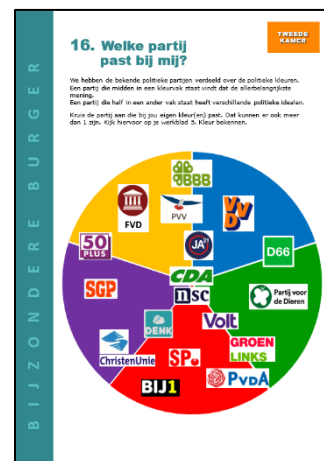 BIJZONDERE BURGER
TWEEDE
KAMER
16. Welke partij
past bij mij?
We hebben de bekende politieke partijen verdeeld over de politieke kleuren.
Een partij die midden in een kleurvak staat vindt dat de allerbelangrijkste
mening.
Een partij die half in een ander vak staat heeft verschillende politieke idealen.
Kruis de partij aan die bij jou eigen kleur(en) past. Dat kunnen er ook meer
dan 1 zijn. Kijk hiervoor op je werkblad 5. Kleur bekennen.
BBB
FVD
PVV
VVD
50
PLUS
JA21
D66
CDA
SGP
nsc
Partij voor
de Dieren
DENK
Volt
ChristenUnie
SP.
GROEN
LINKS
BIJ1
PvdA